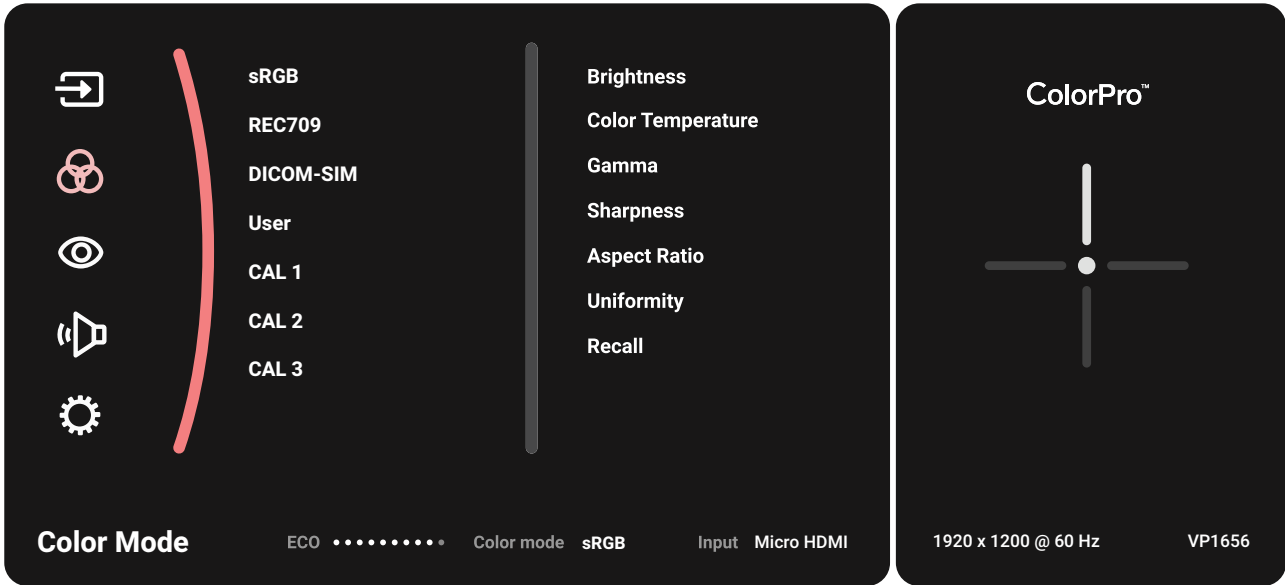 sRGB
REC709
DICOM-SIM
User
CAL 1
CAL 2
CAL 3
Brightness
Color Temperature
Gamma
Sharpness
Aspect Ratio
Uniformity
Recall
Color Mode
ECO
Color mode sRGB
Input Micro HDMI
ColorPro™
1920 x 1200 @ 60 Hz
VP1656